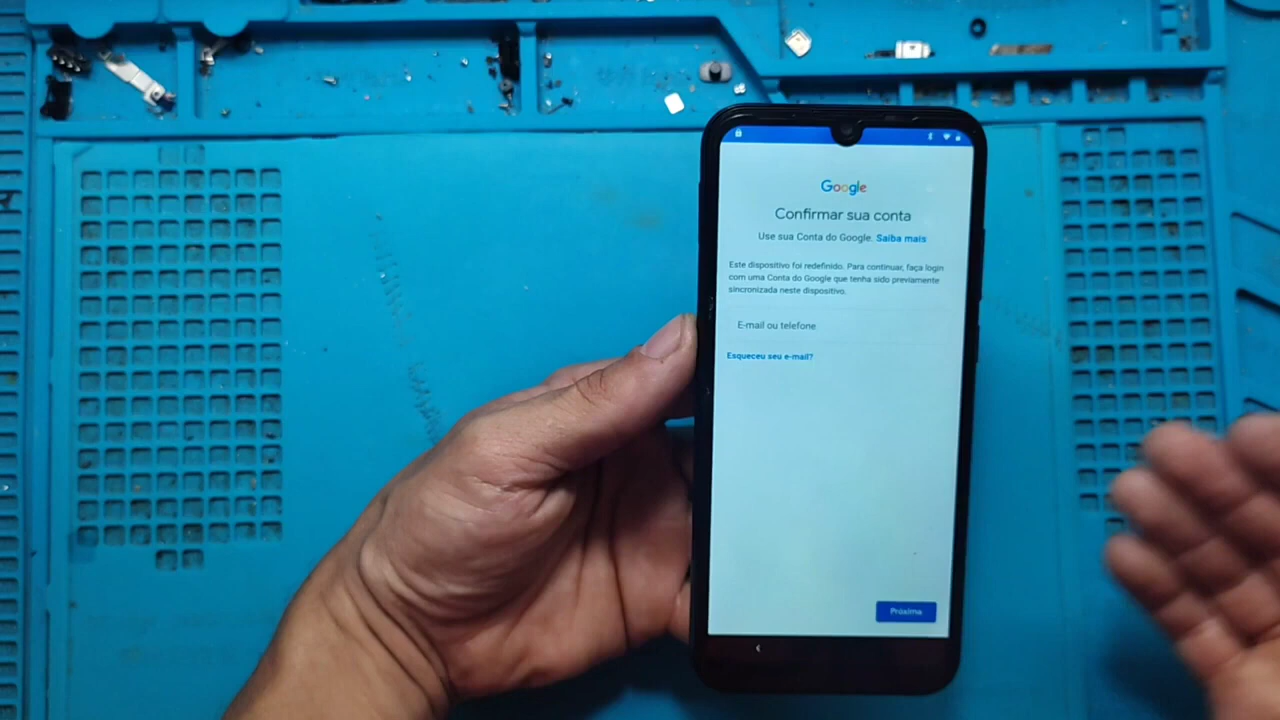 Google
Confirmar sua conta
Use sua Conta do Google. Saiba mais
Este dispositivo foi redefinido. Para continuar, faça login
com uma Conta do Google que tenha sido previamente
sincronizada neste dispositivo.
E-mail ou telefone
Esqueceu seu e-mail?
Próxima